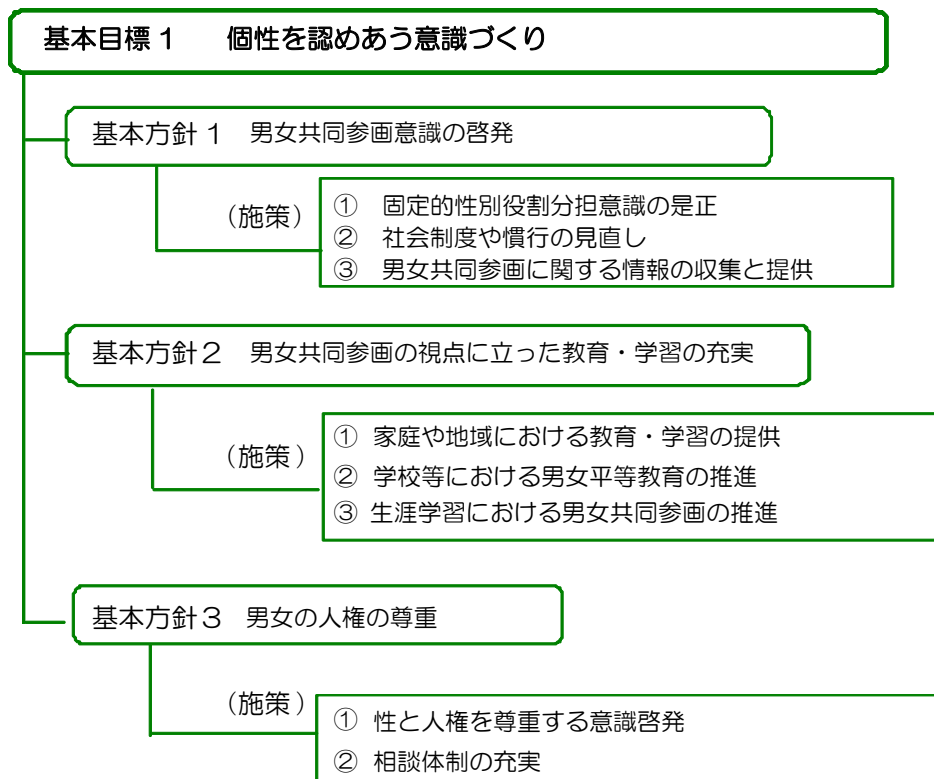 基本目標1 個性を認めあう意識づくり
基本方針1 男女共同参画意識の啓発
(施策)
① 固定的性別役割分担意識の是正
② 社会制度や慣行の見直し
③ 男女共同参画に関する情報の収集と提供
基本方針2 男女共同参画の視点に立った教育・学習の充実
(施策)
① 家庭や地域における教育・学習の提供
② 学校等における男女平等教育の推進
③ 生涯学習における男女共同参画の推進
基本方針3 男女の人権の尊重
(施策)
① 性と人権を尊重する意識啓発
② 相談体制の充実